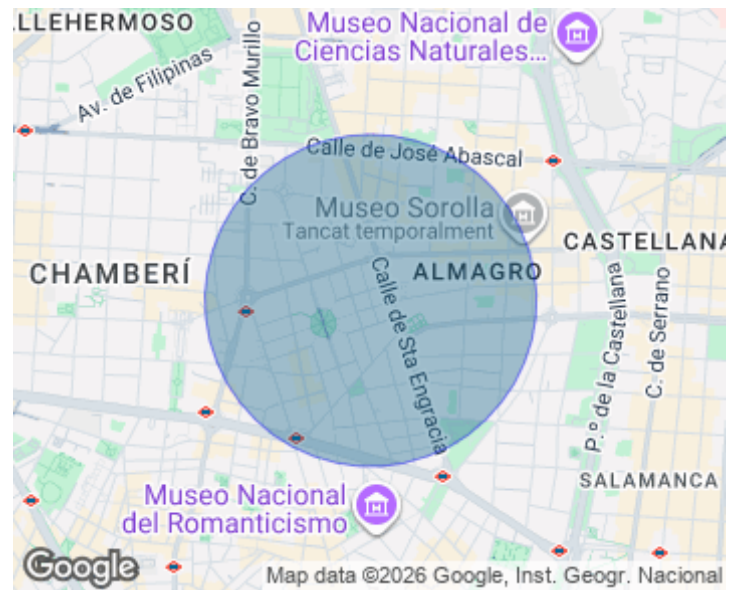 LLEHERMOSO
Museo Nacional de
Ciencias Naturales...
Av. de Filipinas
C. de Bravo Murillo
Calle de José Abascal
Museo Sorolla
Tancat temporalment
CASTELLANA
CHAMBERÍ
ALMAGRO
Calle de Sta Engracia
P.º de la Castellana
C. de Serrano
SALAMANCA
Museo Nacional
del Romanticismo
Google
Map data ©2026 Google, Inst. Geogr. Nacional